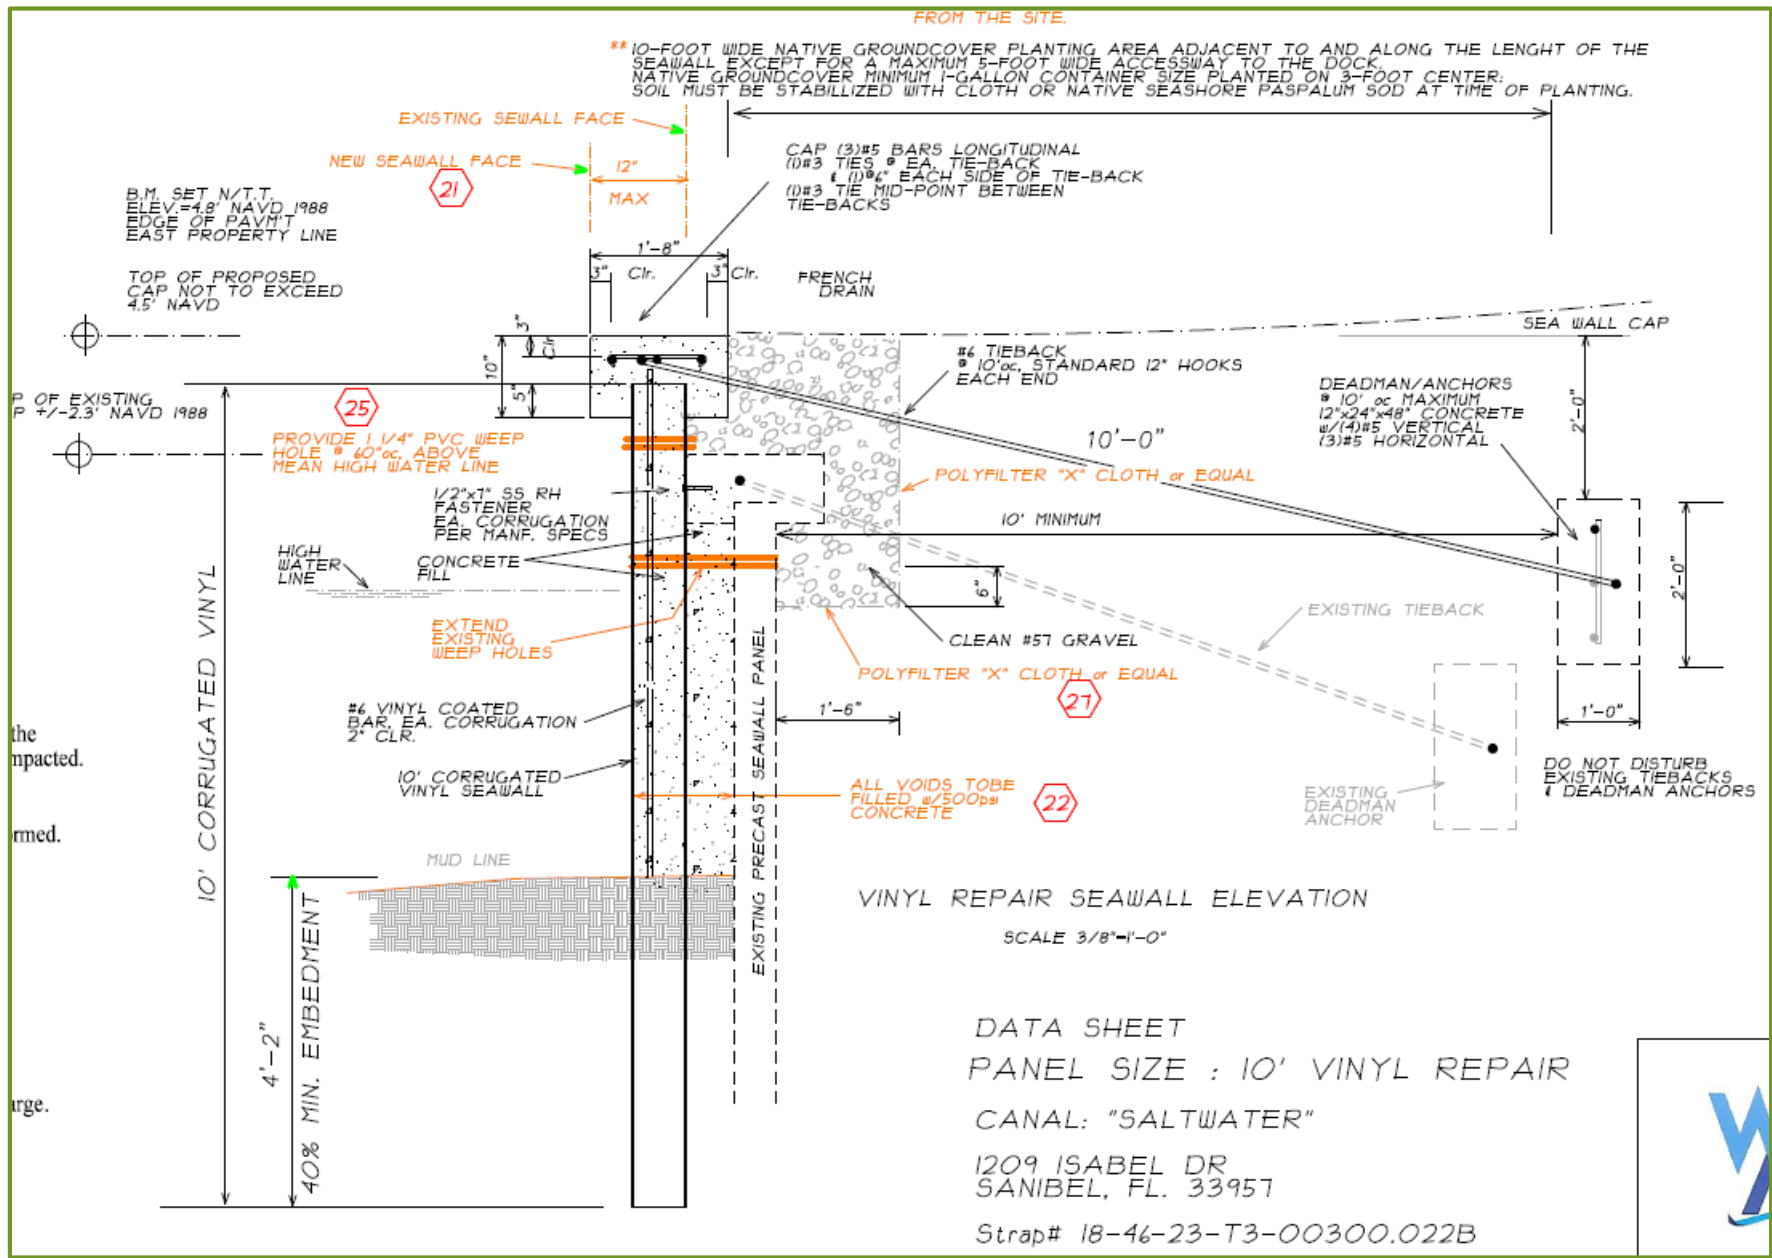 FROM THE SITE.
** 10-FOOT WIDE NATIVE GROUNDCOVER PLANTING AREA ADJACENT TO AND ALONG THE LENGHT OF THE
SEAWALL EXCEPT FOR A MAXIMUM 5-FOOT WIDE ACCESSWAY TO THE DOCK.
NATIVE GROUNDCOVER MINIMUM 1-GALLON CONTAINER SIZE PLANTED ON 3-FOOT CENTER;
SOIL MUST BE STABILLIZED WITH CLOTH OR NATIVE SEASHORE PASPALUM SOD AT TIME OF PLANTING.
EXISTING SEWALL FACE
NEW SEAWALL FACE
21
12"
MAX
CAP (3)#5 BARS LONGITUDINAL
(1)#3 TIES @ EA. TIE-BACK
& (1)@6" EACH SIDE OF TIE-BACK
(1)#3 TIE MID-POINT BETWEEN
TIE-BACKS
B.M. SET N/T.T.
ELEV.=4.8' NAVD 1988
EDGE OF PAVM'T
EAST PROPERTY LINE
TOP OF PROPOSED
CAP NOT TO EXCEED
4.5' NAVD
1'-8"
3" Clr.
3" Clr.
FRENCH
DRAIN
3"
Clr.
10"
5"
SEA WALL CAP
#6 TIEBACK
@ 10'oc, STANDARD 12" HOOKS
EACH END
DEADMAN/ANCHORS
@ 10' oc MAXIMUM
12"x24"x48" CONCRETE
w/(4)#5 VERTICAL
(3)#5 HORIZONTAL
2'-0"
P OF EXISTING
P +/-2.3' NAVD 1988
25
PROVIDE 1 1/4" PVC WEEP
HOLE @ 60"oc, ABOVE
MEAN HIGH WATER LINE
10'-0"
POLYFILTER "X" CLOTH or EQUAL
1/2"x7" SS RH
FASTENER
EA. CORRUGATION
PER MANF. SPECS
10' MINIMUM
HIGH
WATER
LINE
CONCRETE
FILL
6"
2'-0"
EXISTING TIEBACK
EXTEND
EXISTING
WEEP HOLES
CLEAN #57 GRAVEL
POLYFILTER "X" CLOTH or EQUAL
27
1'-6"
1'-0"
#6 VINYL COATED
BAR, EA. CORRUGATION
2" CLR.
10' CORRUGATED VINYL
EXISTING PRECAST SEAWALL PANEL
the
mpacted.
10' CORRUGATED
VINYL SEAWALL
ALL VOIDS TOBE
FILLED w/500psi
CONCRETE
22
EXISTING
DEADMAN
ANCHOR
DO NOT DISTURB
EXISTING TIEBACKS
& DEADMAN ANCHORS
ormed.
MUD LINE
4'-2"
40% MIN. EMBEDMENT
VINYL REPAIR SEAWALL ELEVATION
SCALE 3/8"=1'-0"
DATA SHEET
PANEL SIZE : 10' VINYL REPAIR
CANAL: "SALTWATER"
arge.
1209 ISABEL DR
SANIBEL, FL. 33957
Strap# 18-46-23-T3-00300.022B